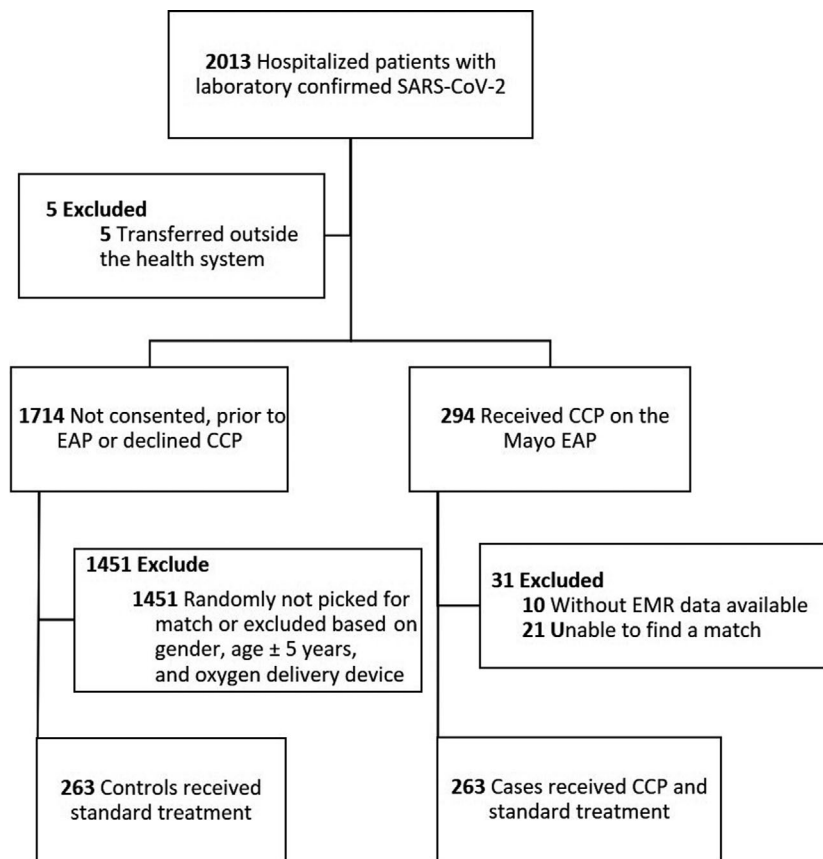 2013 Hospitalized patients with
laboratory confirmed SARS-CoV-2
5 Excluded
5 Transferred outside
the health system
1714 Not consented, prior to
EAP or declined CCP
294 Received CCP on the
Mayo EAP
1451 Exclude
1451 Randomly not picked for
match or excluded based on
gender, age ± 5 years,
and oxygen delivery device
31 Excluded
10 Without EMR data available
21 Unable to find a match
263 Controls received
standard treatment
263 Cases received CCP and
standard treatment